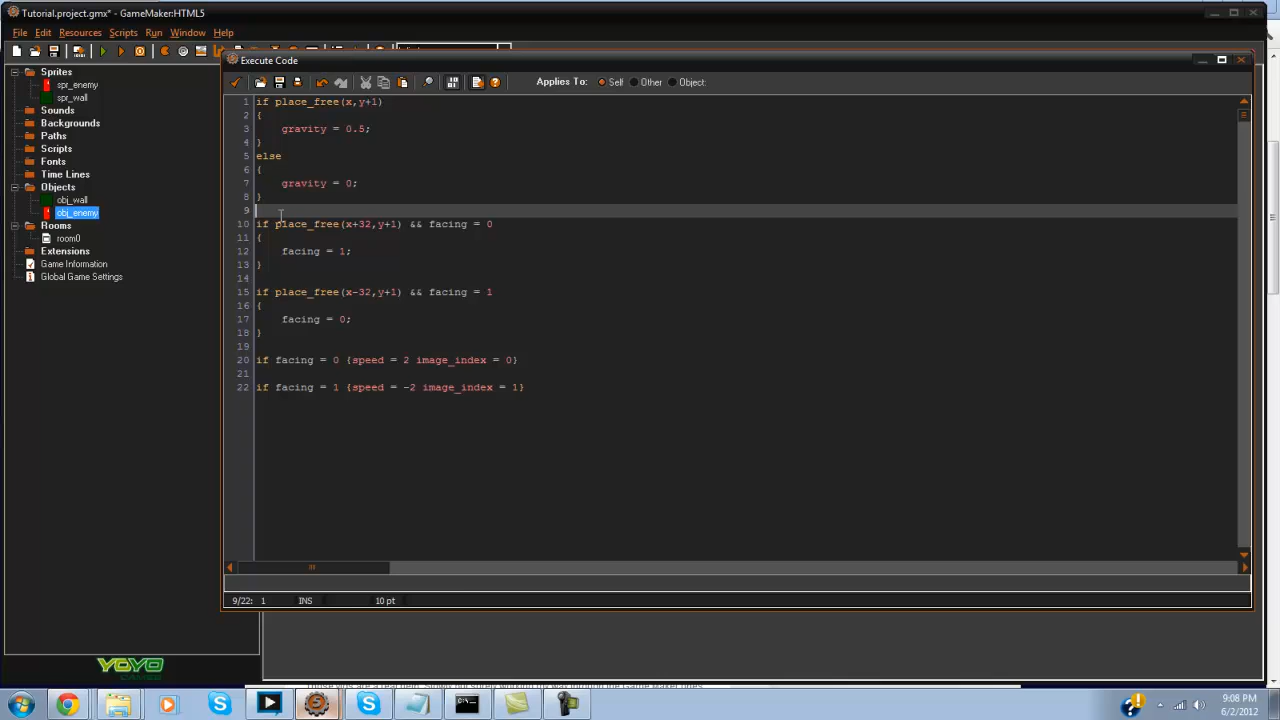 Tutorial.project.gmx* - GameMaker:HTML5
File Edit Resources Scripts Run Window Help
Execute Code
Applies To: Self Other Object:
Sprites
spr_enemy
spr_wall
Sounds
Backgrounds
Paths
Scripts
Fonts
Time Lines
Objects
obj_wall
obj_enemy
Rooms
room0
Extensions
Game Information
Global Game Settings
1 if place_free(x,y+1)
2 {
3 gravity = 0.5;
4 }
5 else
6 {
7 gravity = 0;
8 }
9
10 if place_free(x+32,y+1) && facing = 0
11 {
12 facing = 1;
13 }
14
15 if place_free(x-32,y+1) && facing = 1
16 {
17 facing = 0;
18 }
19
20 if facing = 0 {speed = 2 image_index = 0}
21
22 if facing = 1 {speed = -2 image_index = 1}
9/22: 1 INS 10 pt
YOYO
GAMES
9:08 PM
6/2/2012